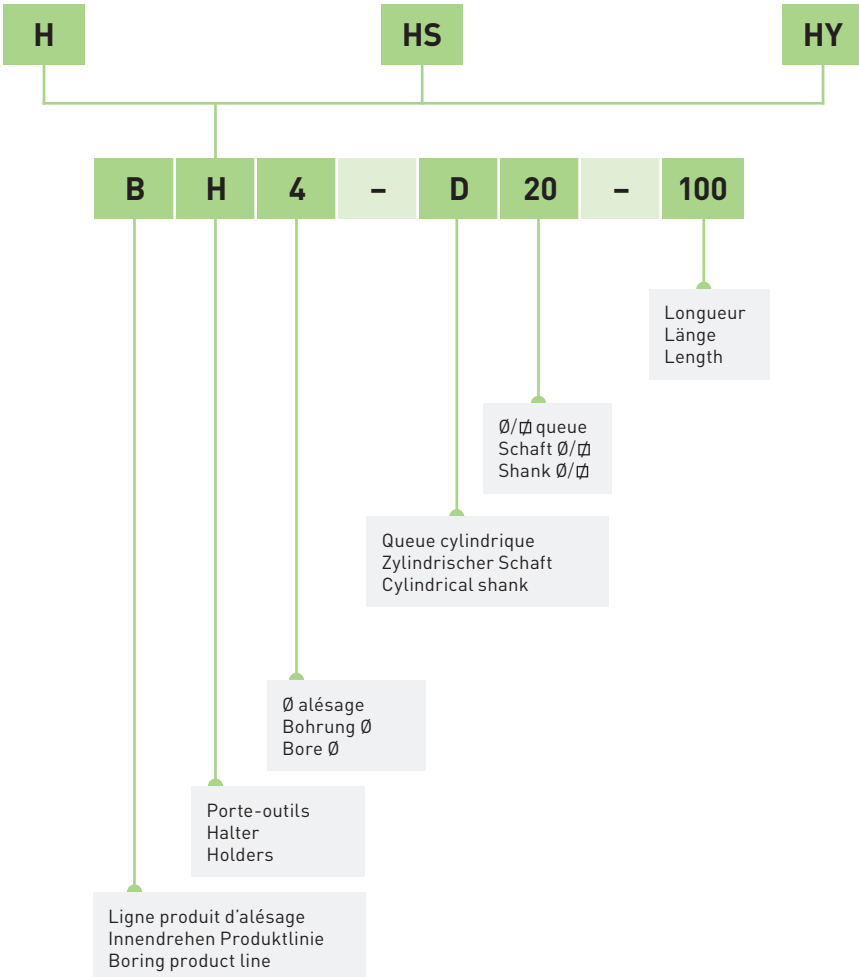 H HS HY
B H 4 – D 20 – 100
Longueur
Länge
Length
Ø/⌀ queue
Schaft Ø/⌀
Shank Ø/⌀
Queue cylindrique
Zylindrischer Schaft
Cylindrical shank
Ø alésage
Bohrung Ø
Bore Ø
Porte-outils
Halter
Holders
Ligne produit d'alésage
Innendrehen Produktlinie
Boring product line